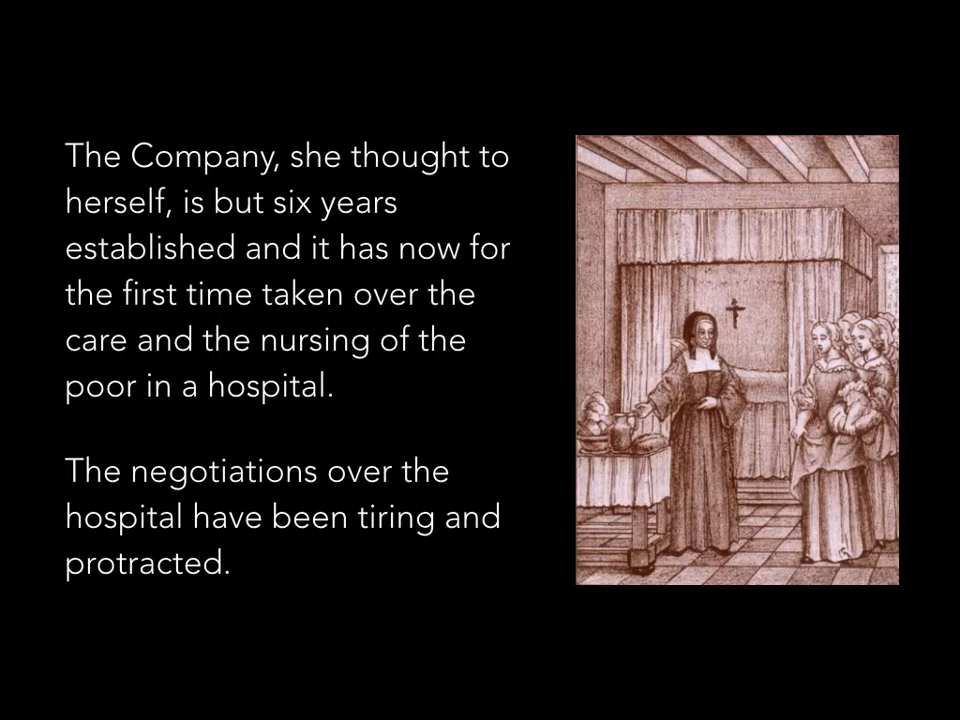 The Company, she thought to
herself, is but six years
established and it has now for
the first time taken over the
care and the nursing of the
poor in a hospital.
The negotiations over the
hospital have been tiring and
protracted.